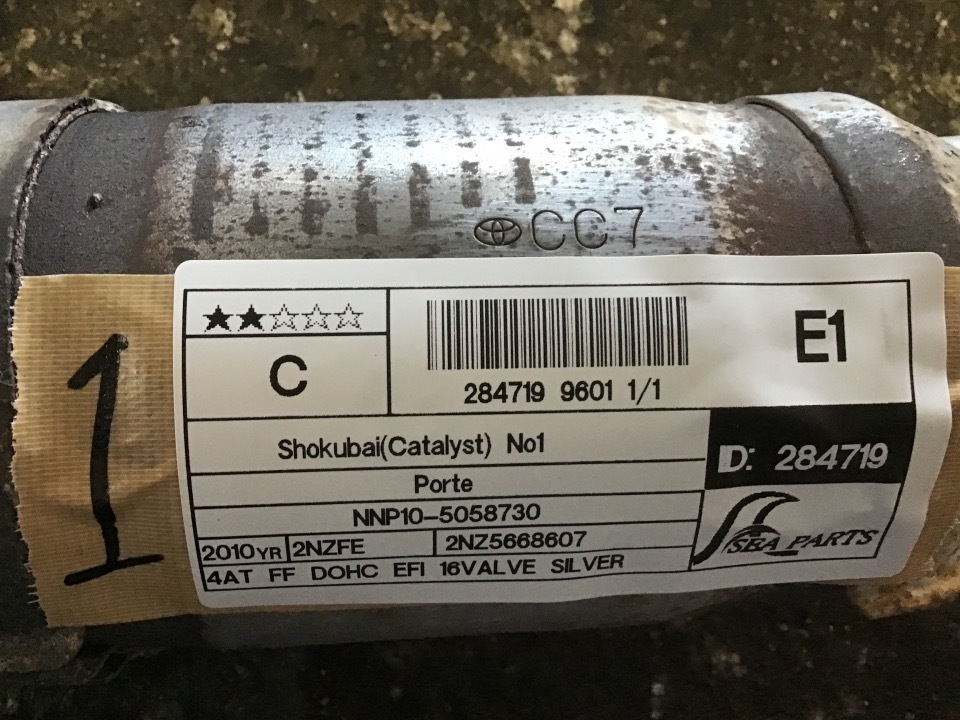 CC7
1
C
284719 9601 1/1
E1
Shokubai(Catalyst) No1
D: 284719
Porte
NNP10-5058730
SBA PARTS
2010YR 2NZFE 2NZ5668607
4AT FF DOHC EFI 16VALVE SILVER